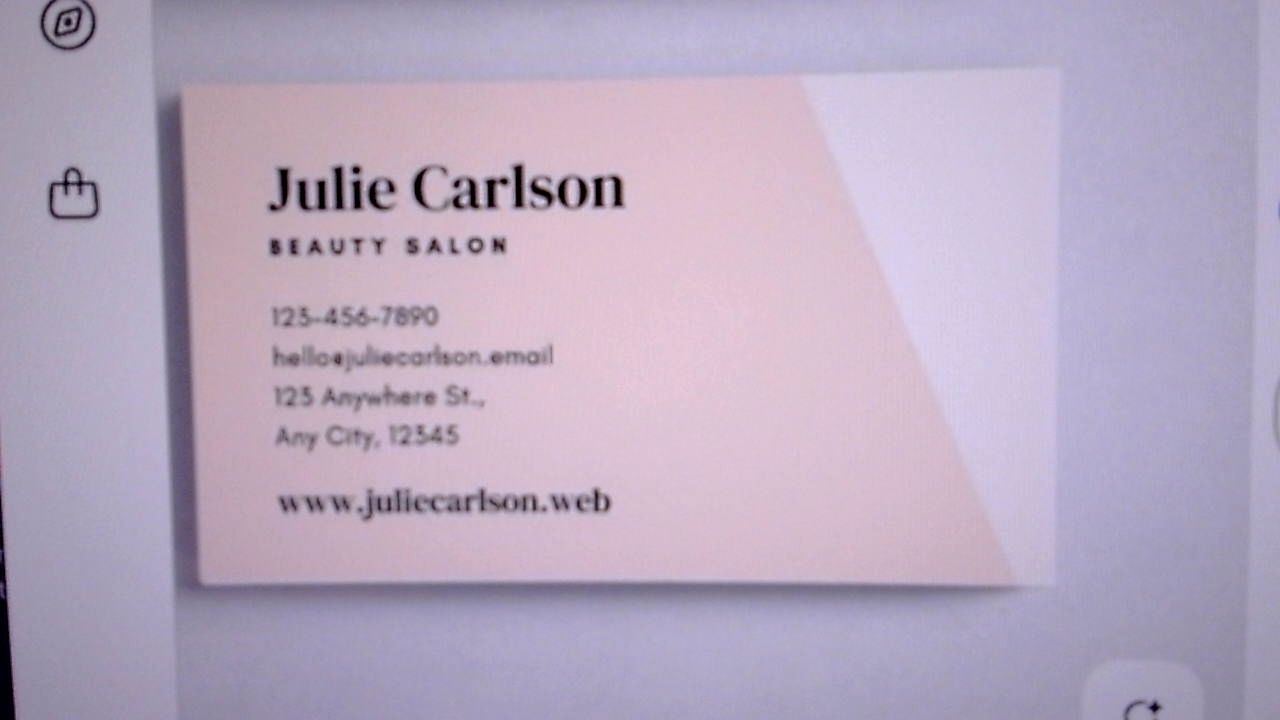 Julie Carlson
BEAUTY SALON
123-456-7890
hello@juliecarlson.email
123 Anywhere St.,
Any City, 12345
www.juliecarlson.web